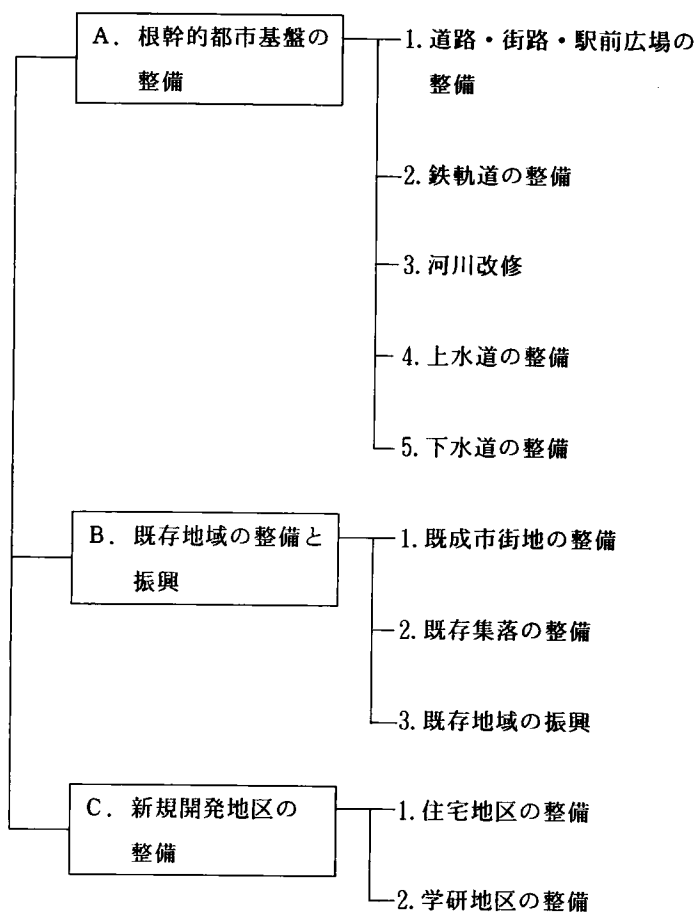 A. 根幹的都市基盤の
整備
1. 道路・街路・駅前広場の
整備
2. 鉄軌道の整備
3. 河川改修
4. 上水道の整備
5. 下水道の整備
B. 既存地域の整備と
振興
1. 既成市街地の整備
2. 既存集落の整備
3. 既存地域の振興
C. 新規開発地区の
整備
1. 住宅地区の整備
2. 学研地区の整備